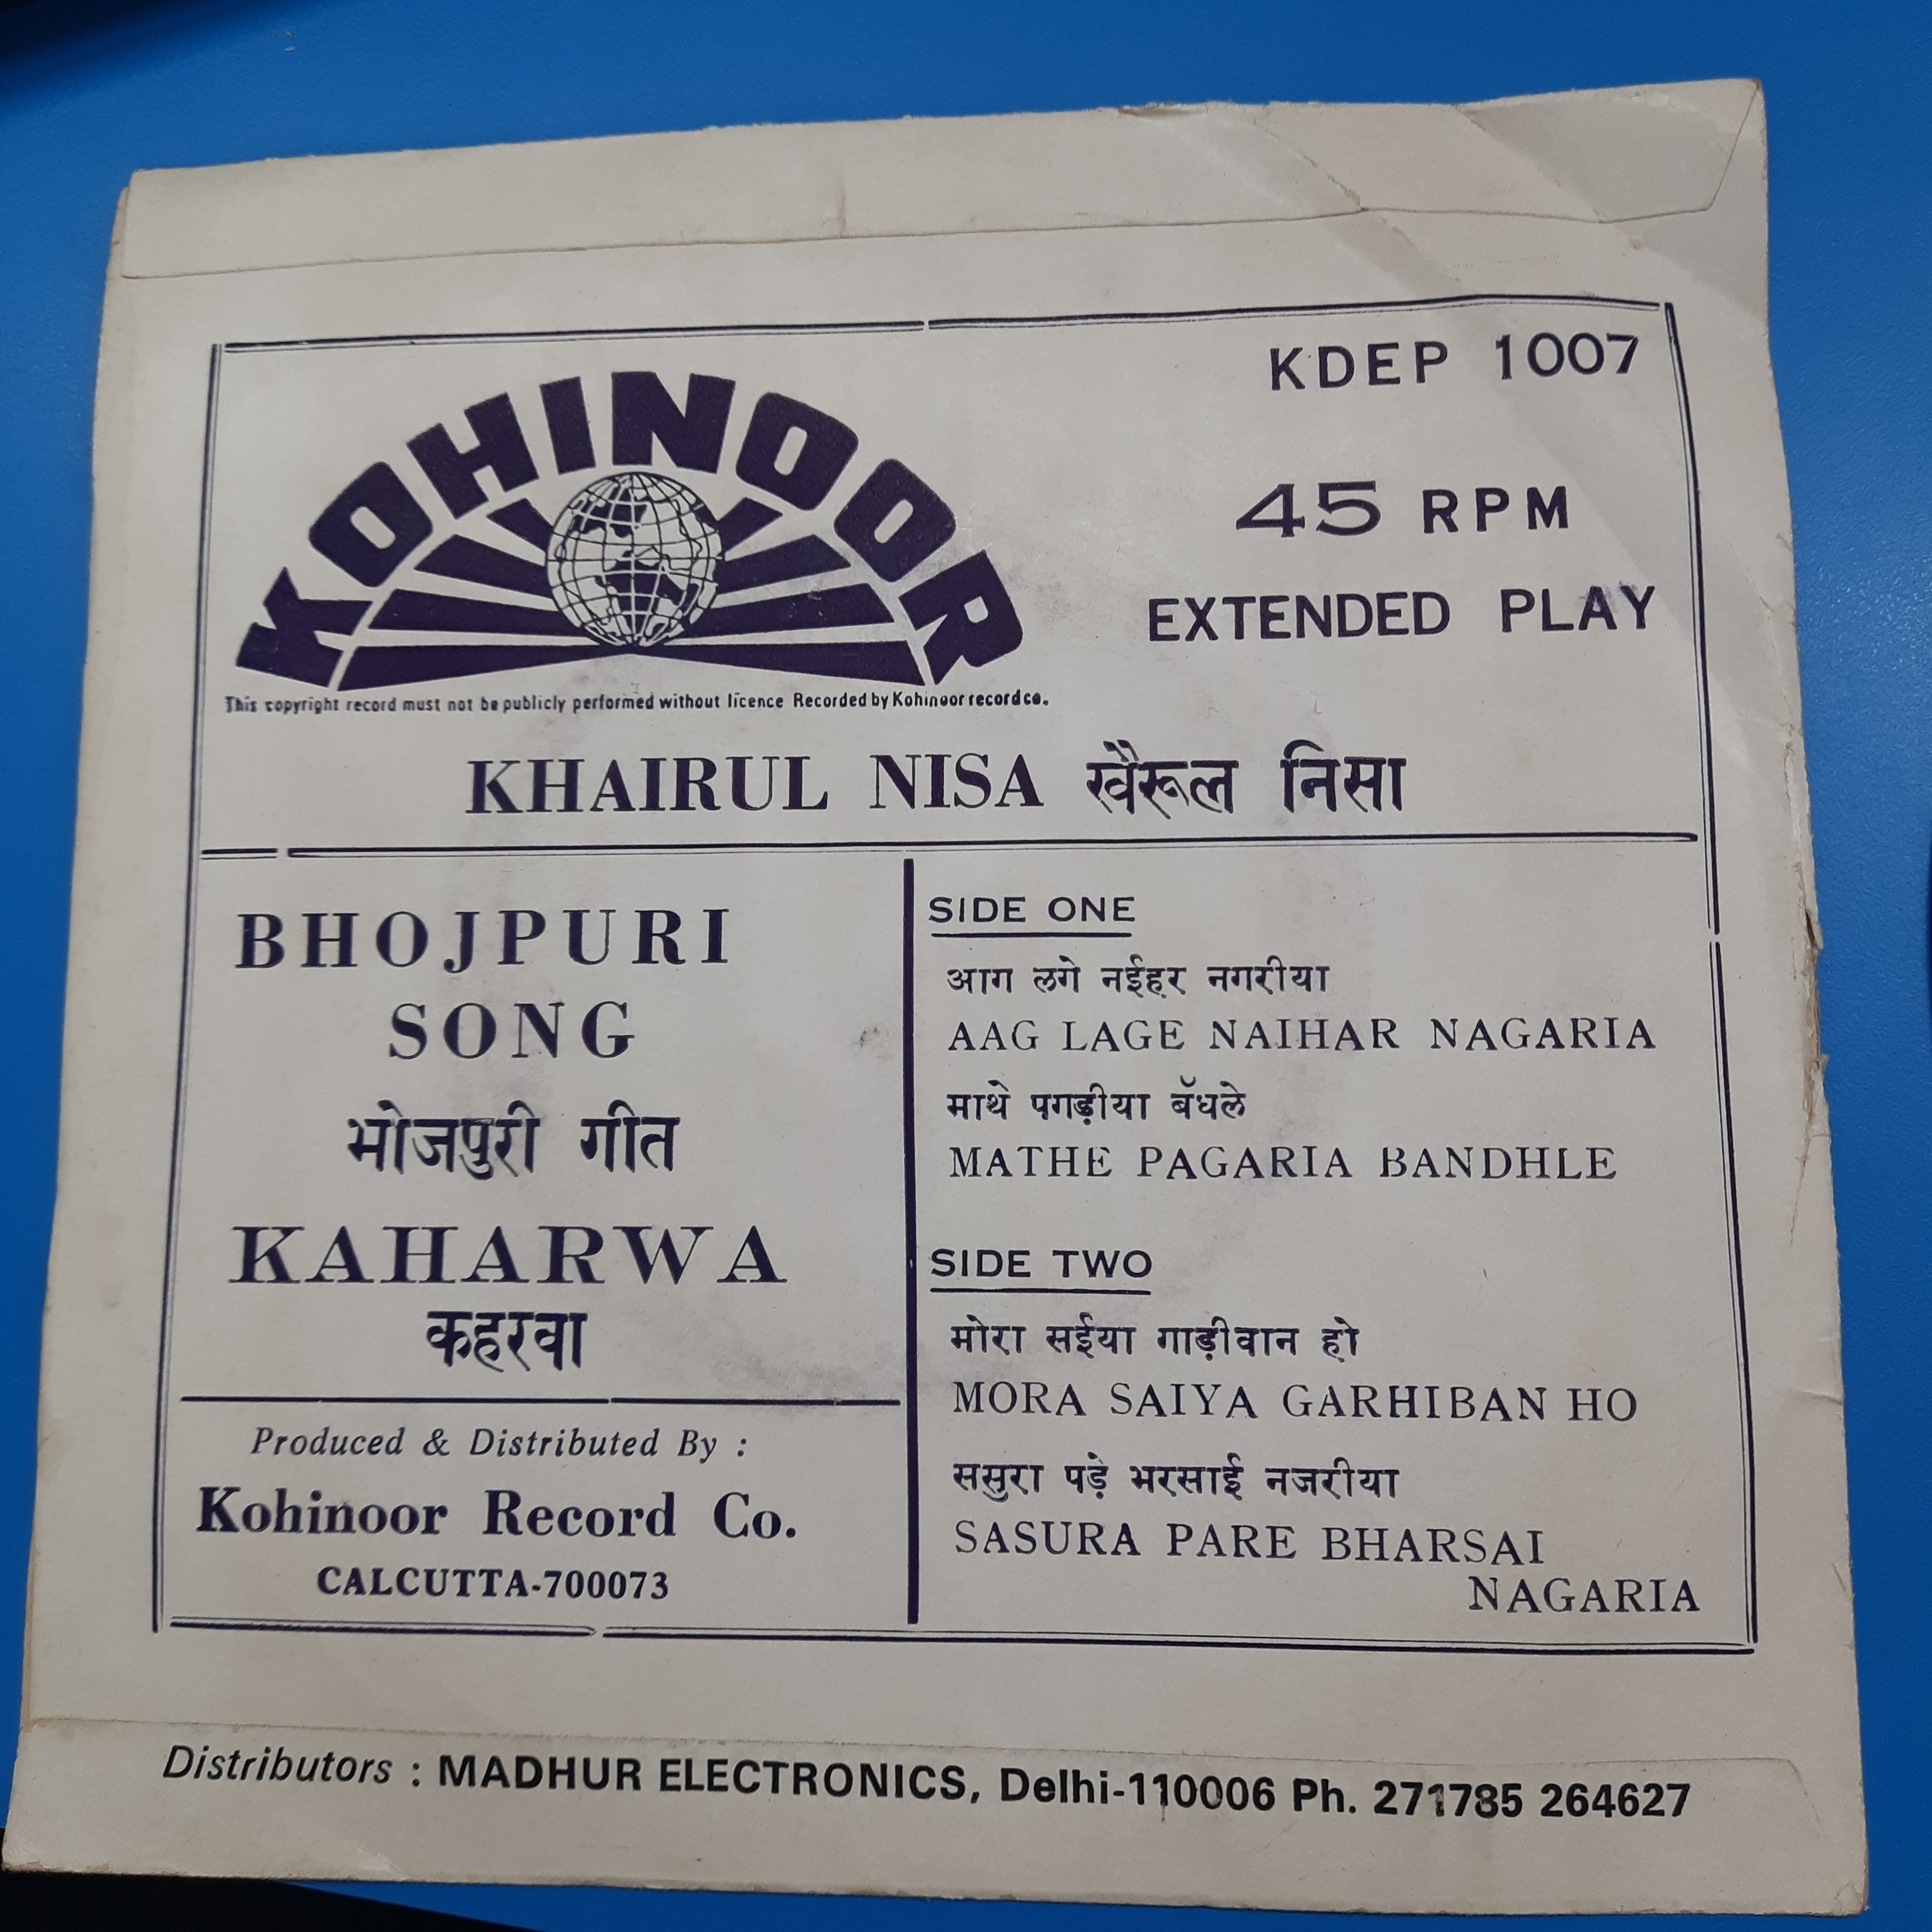 KDEP 1007
KOHINOOR
45 RPM
EXTENDED PLAY
This copyright record must not be publicly performed without licence Recorded by Kohinoor record co.
KHAIRUL NISA खैरूल निसा
BHOJPURI
SONG
भोजपुरी गीत
KAHARWA
कहरवा
Produced & Distributed By :
Kohinoor Record Co.
CALCUTTA-700073
SIDE ONE
आग लगे नईहर नगरीया
AAG LAGE NAIHAR NAGARIA
माथे पगड़ीया बॅधले
MATHE PAGARIA BANDHLE
SIDE TWO
मोरा सईया गाड़ीवान हो
MORA SAIYA GARHIBAN HO
ससुरा पड़े भरसाई नजरीया
SASURA PARE BHARSAI
NAGARIA
Distributors : MADHUR ELECTRONICS, Delhi-110006 Ph. 271785 264627